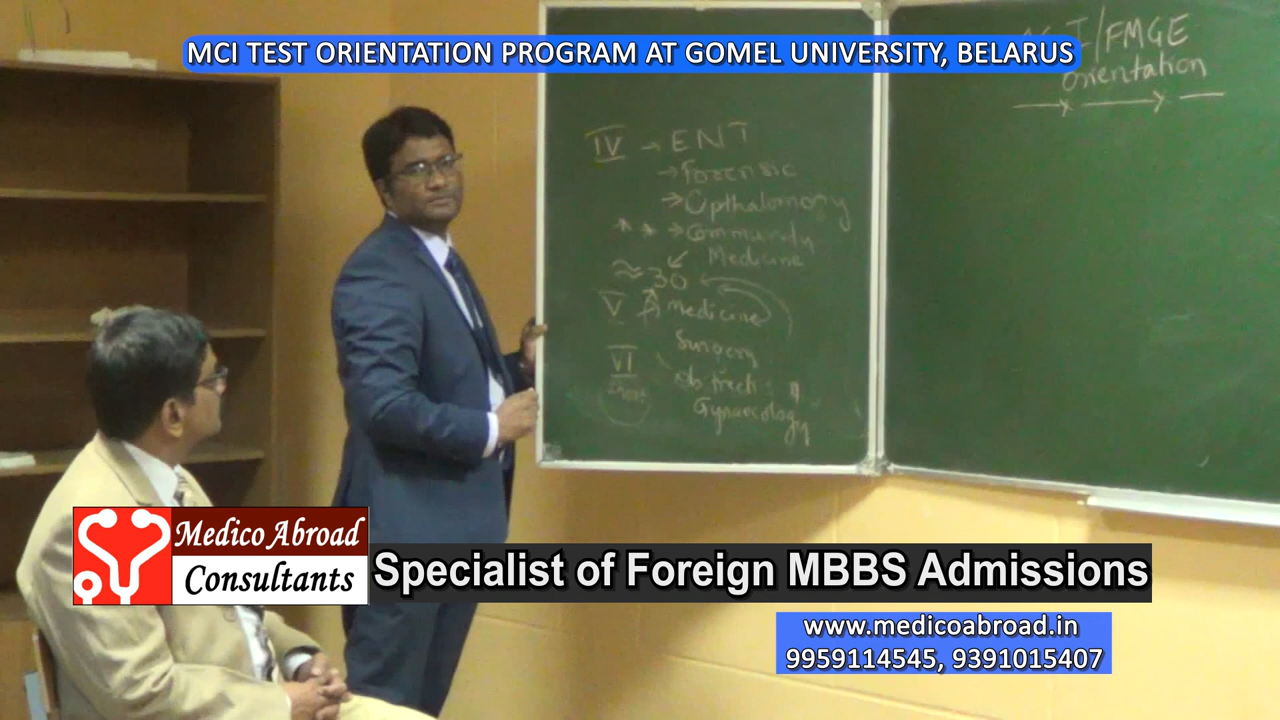 MCI TEST ORIENTATION PROGRAM AT GOMEL UNIVERSITY, BELARUS
/FMGE
Orientation
IV → ENT
→ Forensic
→ Opthalomogy
* * → Community
Medicine
≈ 30
V medicine
Surgery
VI
Gynaecology
Medico Abroad
Consultants
Specialist of Foreign MBBS Admissions
www.medicoabroad.in
9959114545, 9391015407